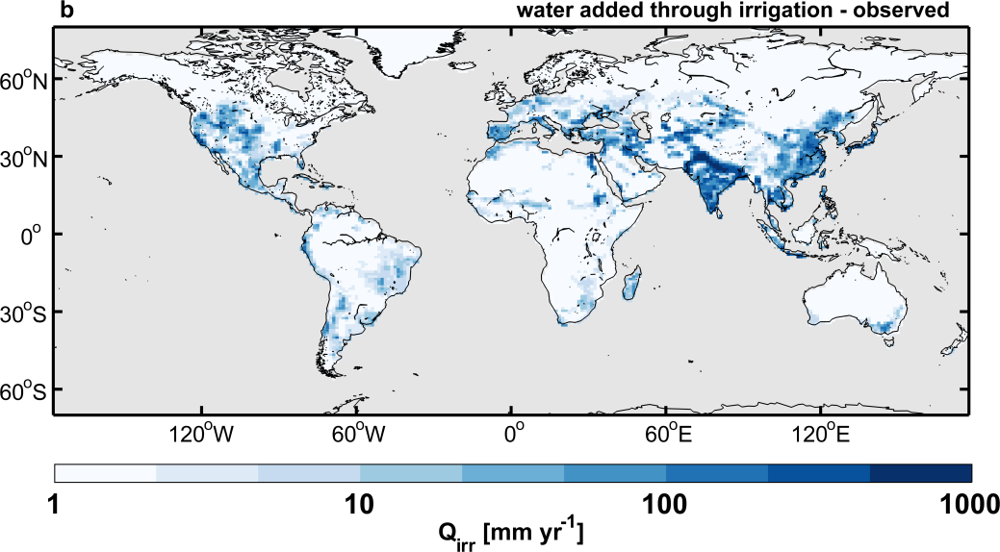 b
water added through irrigation - observed
60°N
30°N
0°
30°S
60°S
120°W 60°W 0° 60°E 120°E
1 10 100 1000
Qirr [mm yr-1]